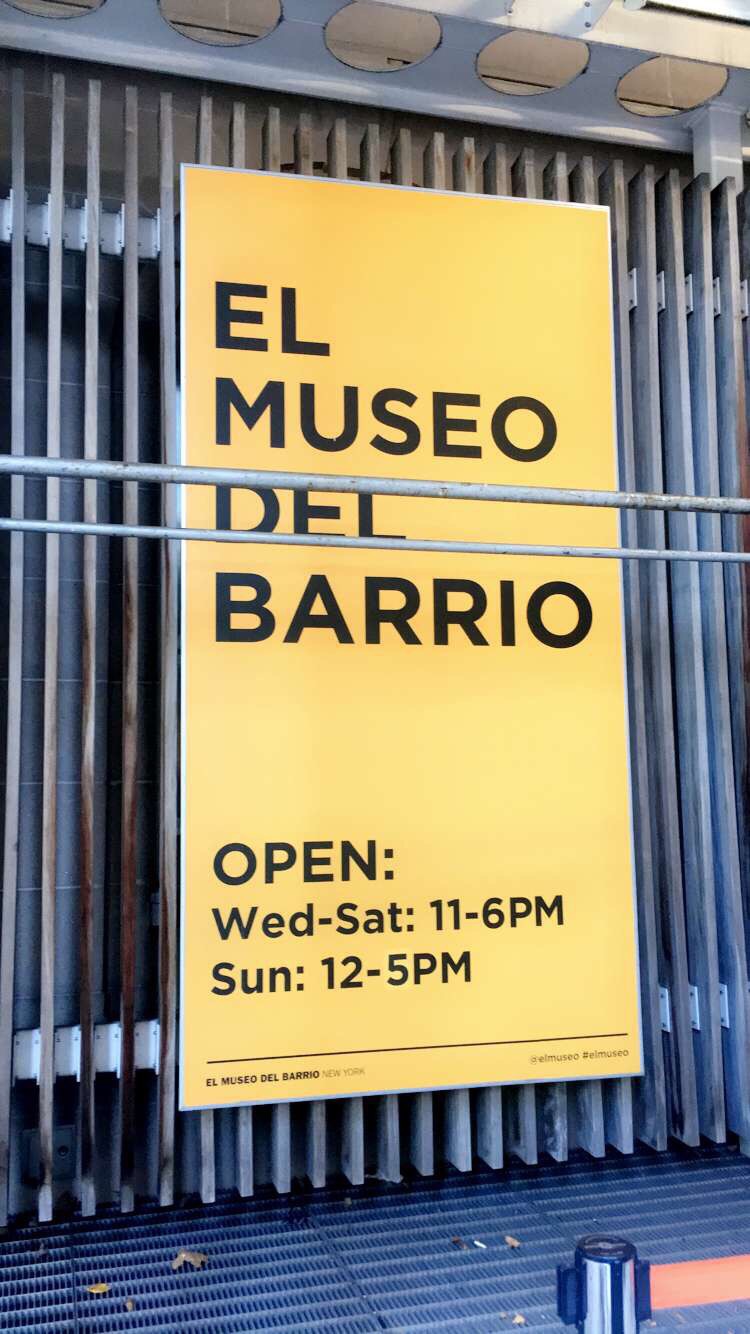 EL
MUSEO
DEL
BARRIO
OPEN:
Wed-Sat: 11-6PM
Sun: 12-5PM
@elmuseo #elmuseo
EL MUSEO DEL BARRIO NEW YORK